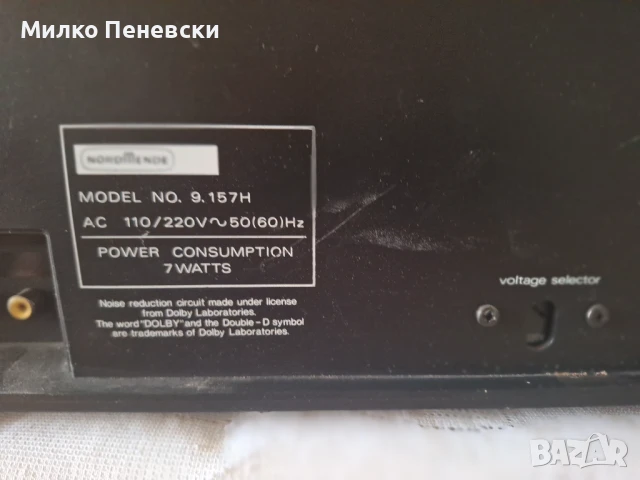 Милко Пеневски
NORDMENDE
MODEL NO. 9.157H
AC 110/220V~50(60)Hz
POWER CONSUMPTION
7WATTS
voltage selector
Noise reduction circuit made under license
from Dolby Laboratories.
The word "DOLBY" and the Double-D symbol
are trademarks of Dolby Laboratories.
BAZAR